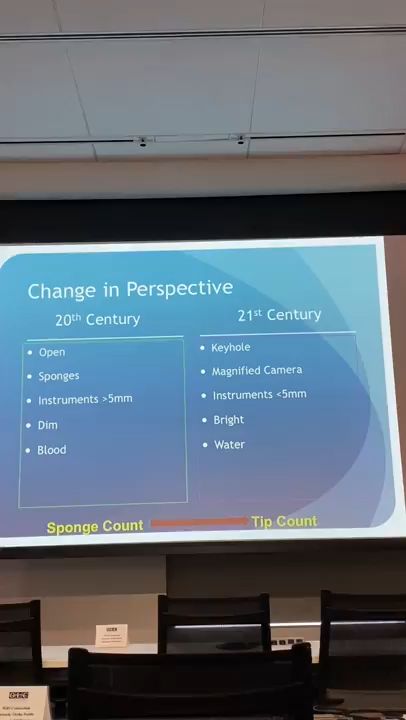 Change in Perspective
20th Century
21st Century
• Open
• Sponges
• Instruments >5mm
• Dim
• Blood
• Keyhole
• Magnified Camera
• Instruments <5mm
• Bright
• Water
Sponge Count
Tip Count